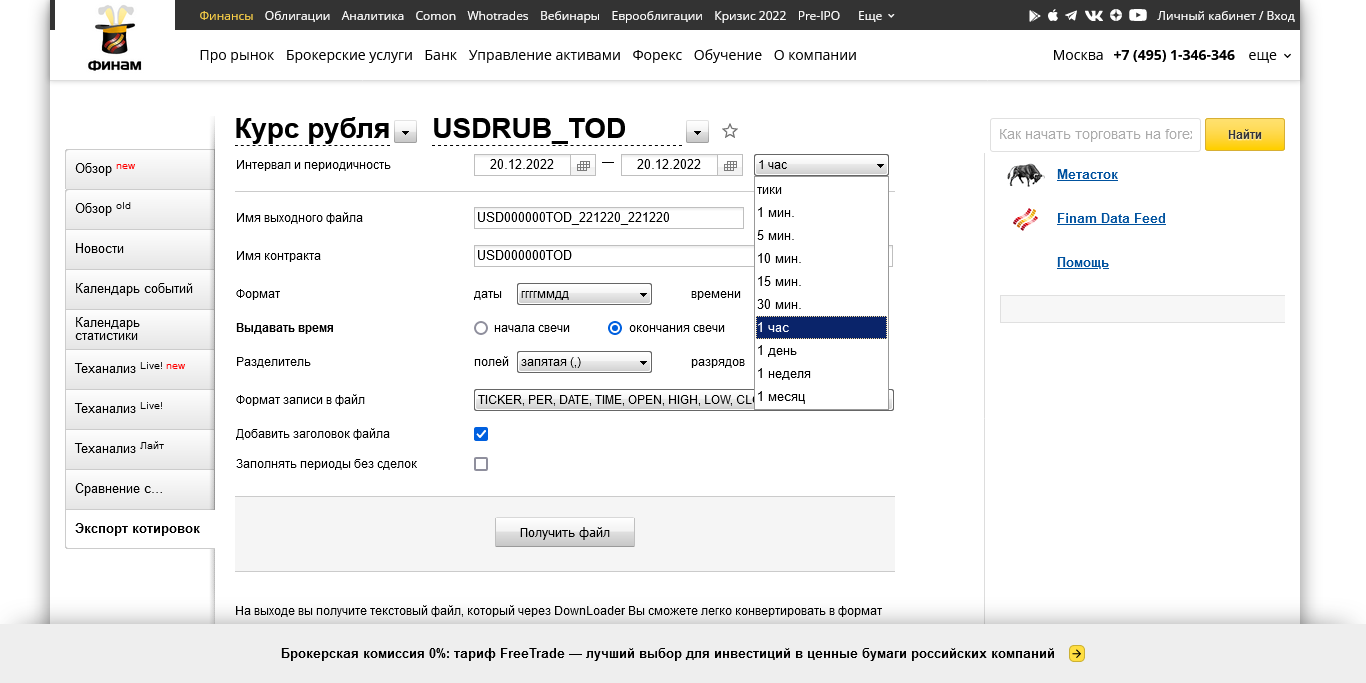 Финансы Облигации Аналитика Comon Whotrades Вебинары Еврооблигации Кризис 2022 Pre-IPO Еще Личный кабинет / Вход
ФИНАМ
Про рынок Брокерские услуги Банк Управление активами Форекс Обучение О компании Москва +7 (495) 1-346-346 еще
Обзор new
Обзор old
Новости
Календарь событий
Календарь
статистики
Теханализ Live! new
Теханализ Live!
Теханализ Лайт
Сравнение с...
Экспорт котировок
Курс рубля USDRUB_TOD
Интервал и периодичность 20.12.2022 — 20.12.2022 1 час
тики
1 мин.
5 мин.
10 мин.
15 мин.
30 мин.
1 час
1 день
1 неделя
1 месяц
Имя выходного файла USD000000TOD_221220_221220
Имя контракта USD000000TOD
Формат даты ггггммдд времени
Выдавать время начала свечи окончания свечи
Разделитель полей запятая (,) разрядов
Формат записи в файл TICKER, PER, DATE, TIME, OPEN, HIGH, LOW,
Добавить заголовок файла
Заполнять периоды без сделок
Получить файл
На выходе вы получите текстовый файл, который через DownLoader Вы сможете легко конвертировать в формат
Как начать торговать на forex Найти
Метасток
Finam Data Feed
Помощь
Брокерская комиссия 0%: тариф FreeTrade — лучший выбор для инвестиций в ценные бумаги российских компаний